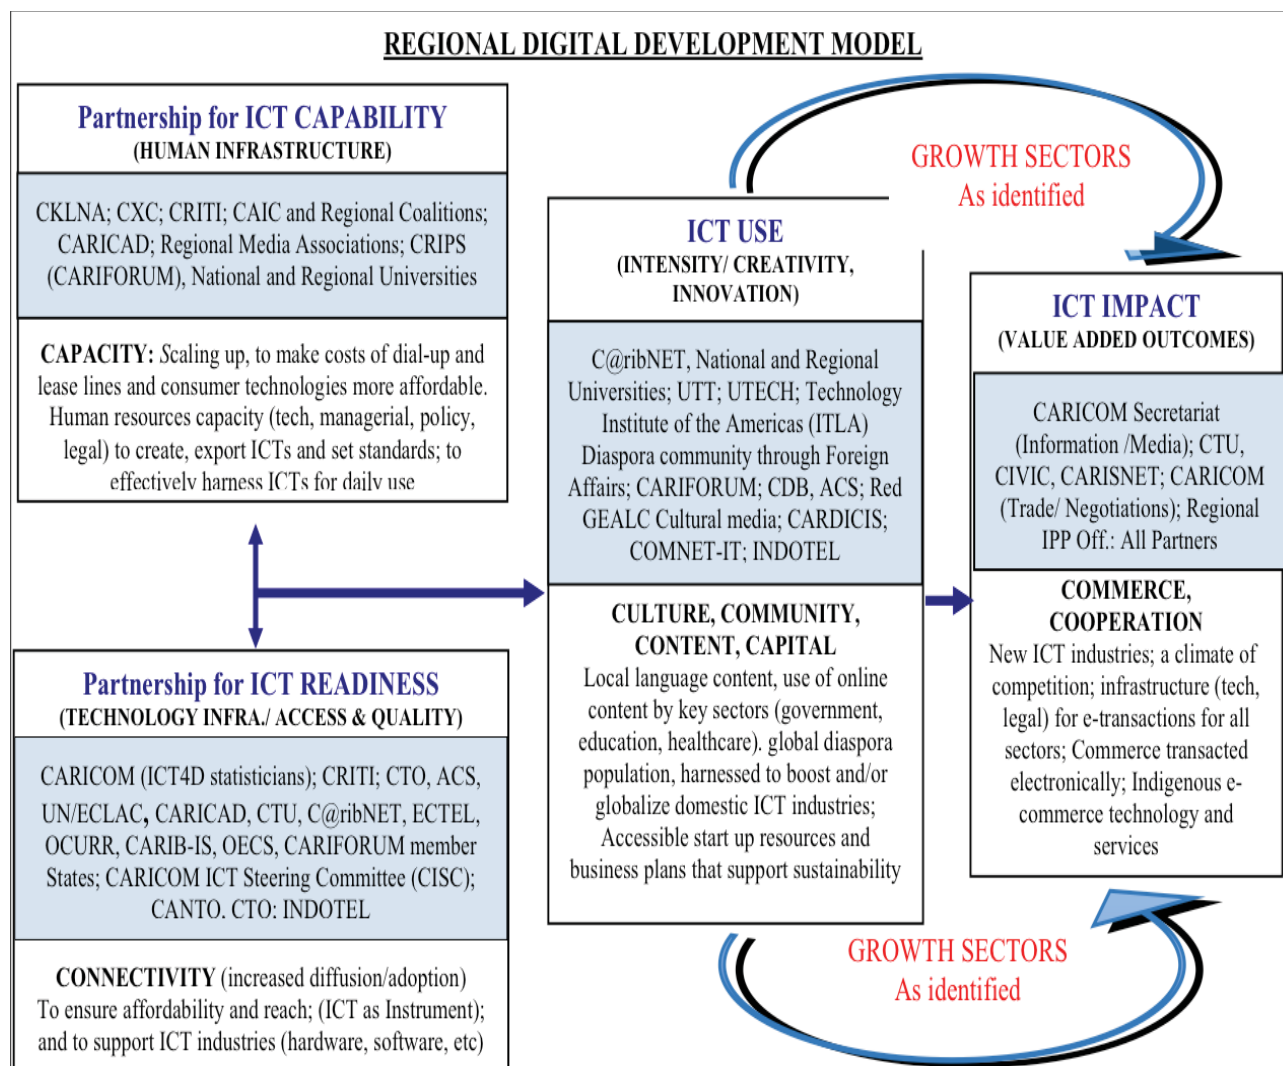 REGIONAL DIGITAL DEVELOPMENT MODEL
Partnership for ICT CAPABILITY
(HUMAN INFRASTRUCTURE)
CKLNA; CXC; CRITI; CAIC and Regional Coalitions;
CARICAD; Regional Media Associations; CRIPS
(CARIFORUM), National and Regional Universities
CAPACITY: Scaling up, to make costs of dial-up and
lease lines and consumer technologies more affordable.
Human resources capacity (tech, managerial, policy,
legal) to create, export ICTs and set standards; to
effectively harness ICTs for daily use
Partnership for ICT READINESS
(TECHNOLOGY INFRA./ ACCESS & QUALITY)
CARICOM (ICT4D statisticians); CRITI; CTO, ACS,
UN/ECLAC, CARICAD, CTU, C@ribNET, ECTEL,
OCURR, CARIB-IS, OECS, CARIFORUM member
States; CARICOM ICT Steering Committee (CISC);
CANTO. CTO: INDOTEL
CONNECTIVITY (increased diffusion/adoption)
To ensure affordability and reach; (ICT as Instrument);
and to support ICT industries (hardware, software, etc)
ICT USE
(INTENSITY/ CREATIVITY,
INNOVATION)
C@ribNET, National and Regional
Universities; UTT; UTECH; Technology
Institute of the Americas (ITLA)
Diaspora community through Foreign
Affairs; CARIFORUM; CDB, ACS; Red
GEALC Cultural media; CARDICIS;
COMNET-IT; INDOTEL
CULTURE, COMMUNITY,
CONTENT, CAPITAL
Local language content, use of online
content by key sectors (government,
education, healthcare). global diaspora
population, harnessed to boost and/or
globalize domestic ICT industries;
Accessible start up resources and
business plans that support sustainability
GROWTH SECTORS
As identified
ICT IMPACT
(VALUE ADDED OUTCOMES)
CARICOM Secretariat
(Information /Media); CTU,
CIVIC, CARISNET; CARICOM
(Trade/ Negotiations); Regional
IPP Off.: All Partners
COMMERCE,
COOPERATION
New ICT industries; a climate of
competition; infrastructure (tech,
legal) for e-transactions for all
sectors; Commerce transacted
electronically; Indigenous e-
commerce technology and
services
GROWTH SECTORS
As identified